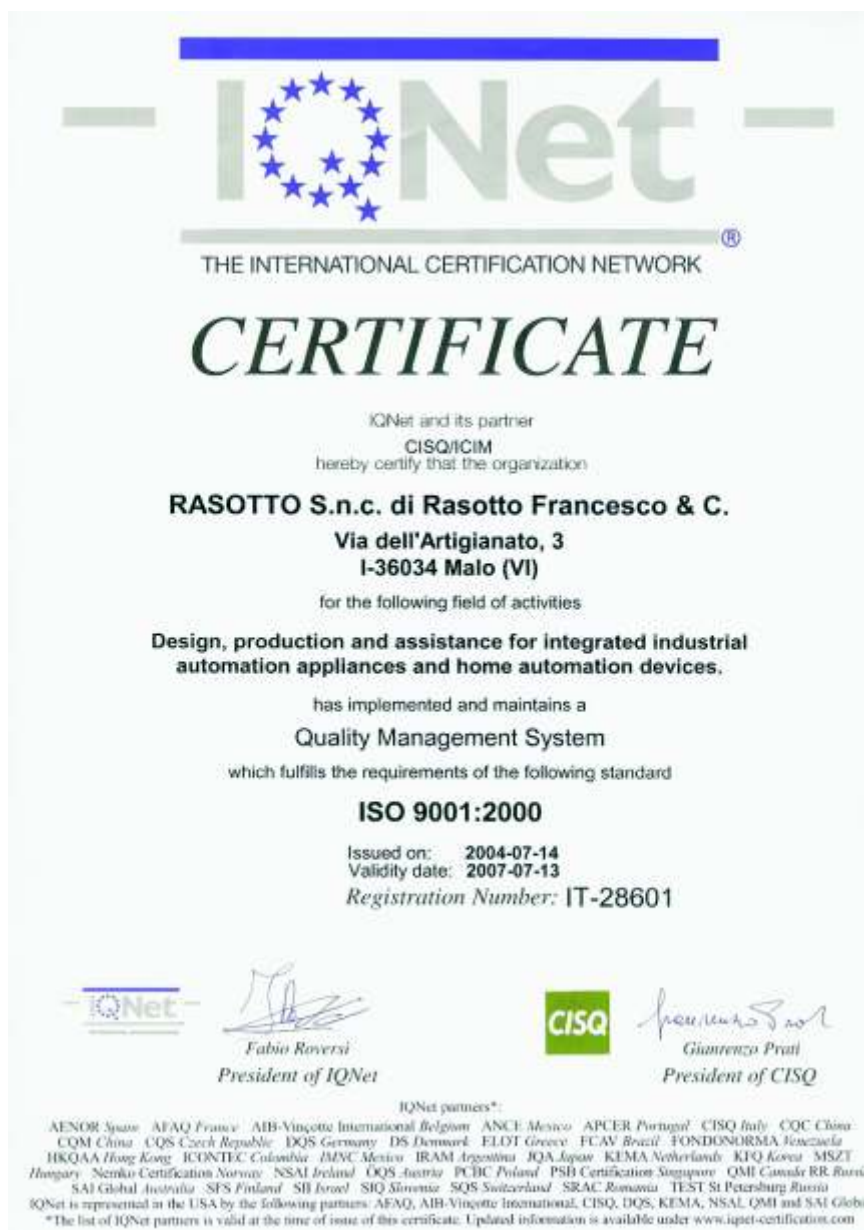 IQNet
®
THE INTERNATIONAL CERTIFICATION NETWORK
CERTIFICATE
IQNet and its partner
CISQ/ICIM
hereby certify that the organization
RASOTTO S.n.c. di Rasotto Francesco & C.
Via dell'Artigianato, 3
I-36034 Malo (VI)
for the following field of activities
Design, production and assistance for integrated industrial
automation appliances and home automation devices.
has implemented and maintains a
Quality Management System
which fulfills the requirements of the following standard
ISO 9001:2000
Issued on: 2004-07-14
Validity date: 2007-07-13
Registration Number: IT-28601
IQNet
CISQ
Fabio Roversi
President of IQNet
Gianrenzo Prati
President of CISQ
IQNet partners*:
AENOR Spain AFAQ France AIB-Vinçotte International Belgium ANCE Mexico APCER Portugal CISQ Italy CQC China
CQM China CQS Czech Republic DQS Germany DS Denmark ELOT Greece FCAV Brazil FONDONORMA Venezuela
HKQAA Hong Kong ICONTEC Colombia IMNC Mexico IRAM Argentina JQA Japan KEMA Netherlands KFQ Korea MSZT
Hungary Nemko Certification Norway NSAI Ireland ÖQS Austria PCBC Poland PSB Certification Singapore QMI Canada RR Russia
SAI Global Australia SFS Finland SII Israel SIQ Slovenia SQS Switzerland SRAC Romania TEST St Petersburg Russia
IQNet is represented in the USA by the following partners: AFAQ, AIB-Vinçotte International, CISQ, DQS, KEMA, NSAI, QMI and SAI Global
*The list of IQNet partners is valid at the time of issue of this certificate. Updated information is available under www.iqnet-certification.com